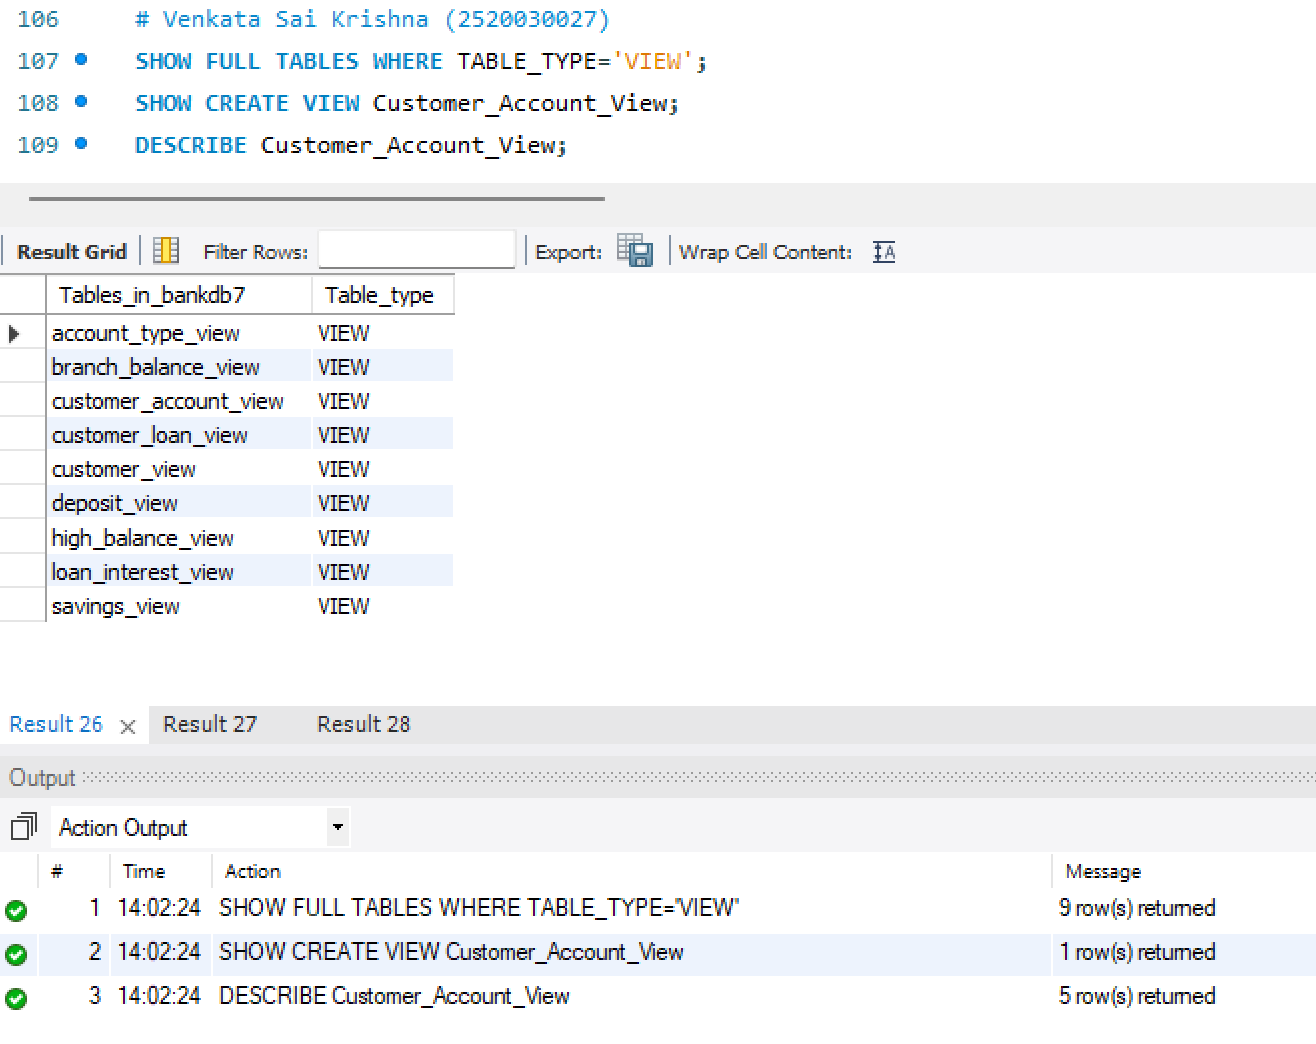 106 # Venkata Sai Krishna (2520030027)
107 SHOW FULL TABLES WHERE TABLE_TYPE='VIEW';
108 SHOW CREATE VIEW Customer_Account_View;
109 DESCRIBE Customer_Account_View;
Result Grid Filter Rows: Export: Wrap Cell Content: IA
Tables_in_bankdb7 Table_type
account_type_view VIEW
branch_balance_view VIEW
customer_account_view VIEW
customer_loan_view VIEW
customer_view VIEW
deposit_view VIEW
high_balance_view VIEW
loan_interest_view VIEW
savings_view VIEW
Result 26 × Result 27 Result 28
Output
Action Output
# Time Action Message
1 14:02:24 SHOW FULL TABLES WHERE TABLE_TYPE='VIEW' 9 row(s) returned
2 14:02:24 SHOW CREATE VIEW Customer_Account_View 1 row(s) returned
3 14:02:24 DESCRIBE Customer_Account_View 5 row(s) returned